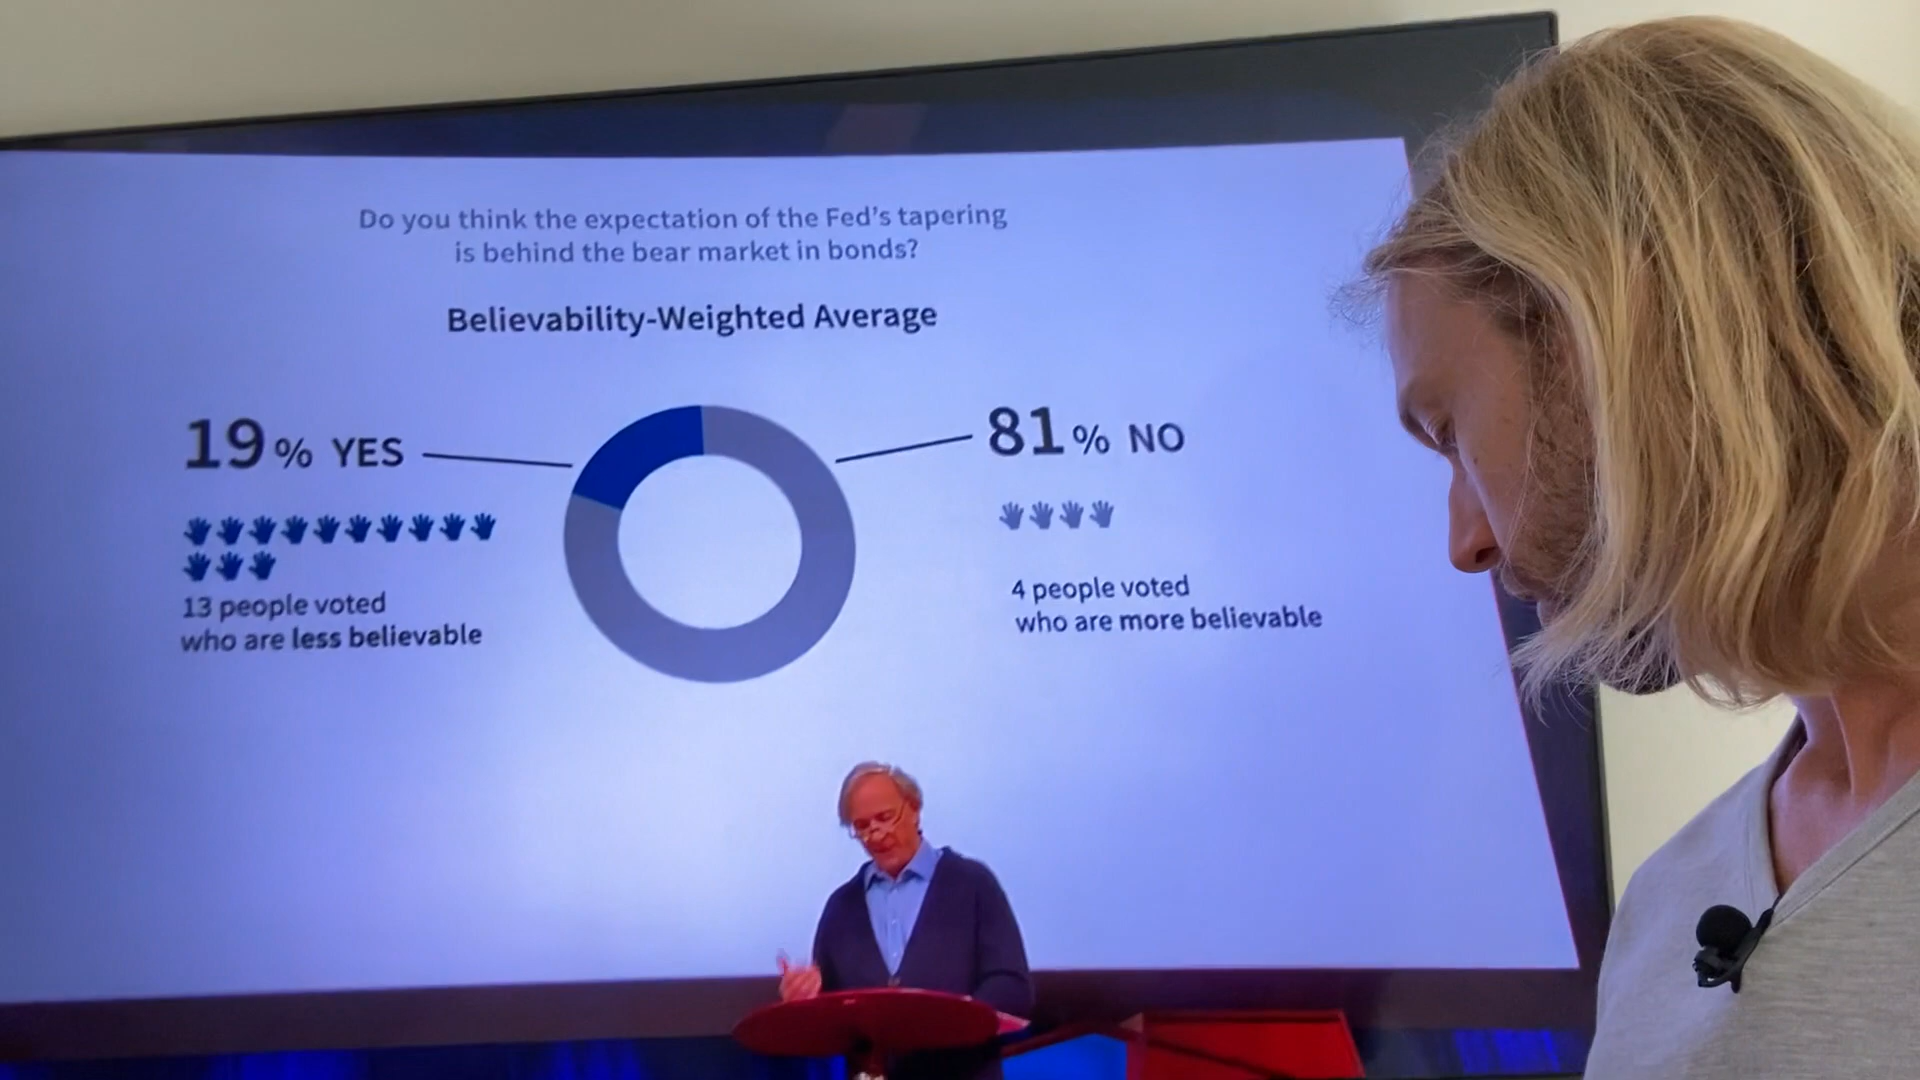 Do you think the expectation of the Fed's tapering
is behind the bear market in bonds?
Believability-Weighted Average
19% YES
81% NO
13 people voted
who are less believable
4 people voted
who are more believable